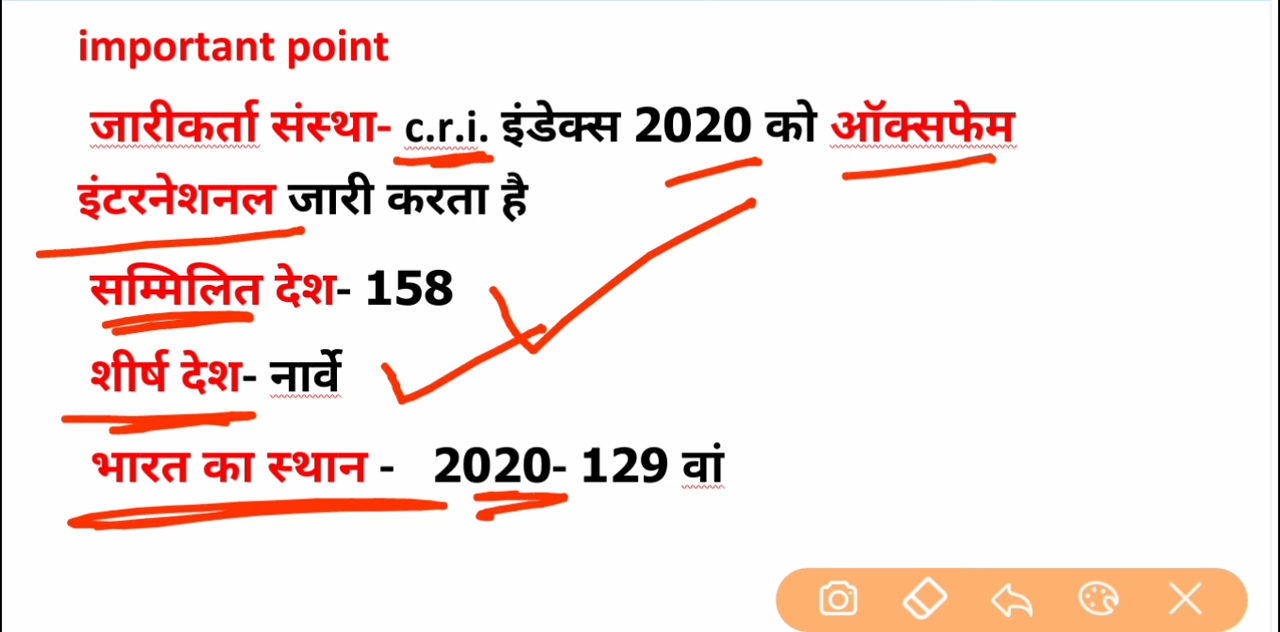 important point
जारीकर्ता संस्था- c.r.i. इंडेक्स 2020 को ऑक्सफेम
इंटरनेशनल जारी करता है
सम्मिलित देश- 158
शीर्ष देश- नार्वे
भारत का स्थान - 2020- 129 वां